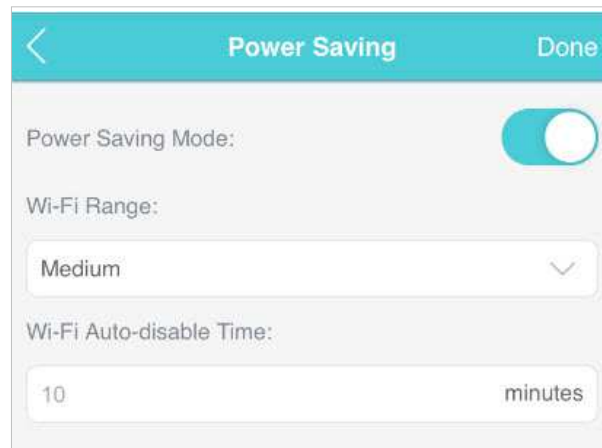 Power Saving Done
Power Saving Mode:
Wi-Fi Range:
Medium
Wi-Fi Auto-disable Time:
10 minutes